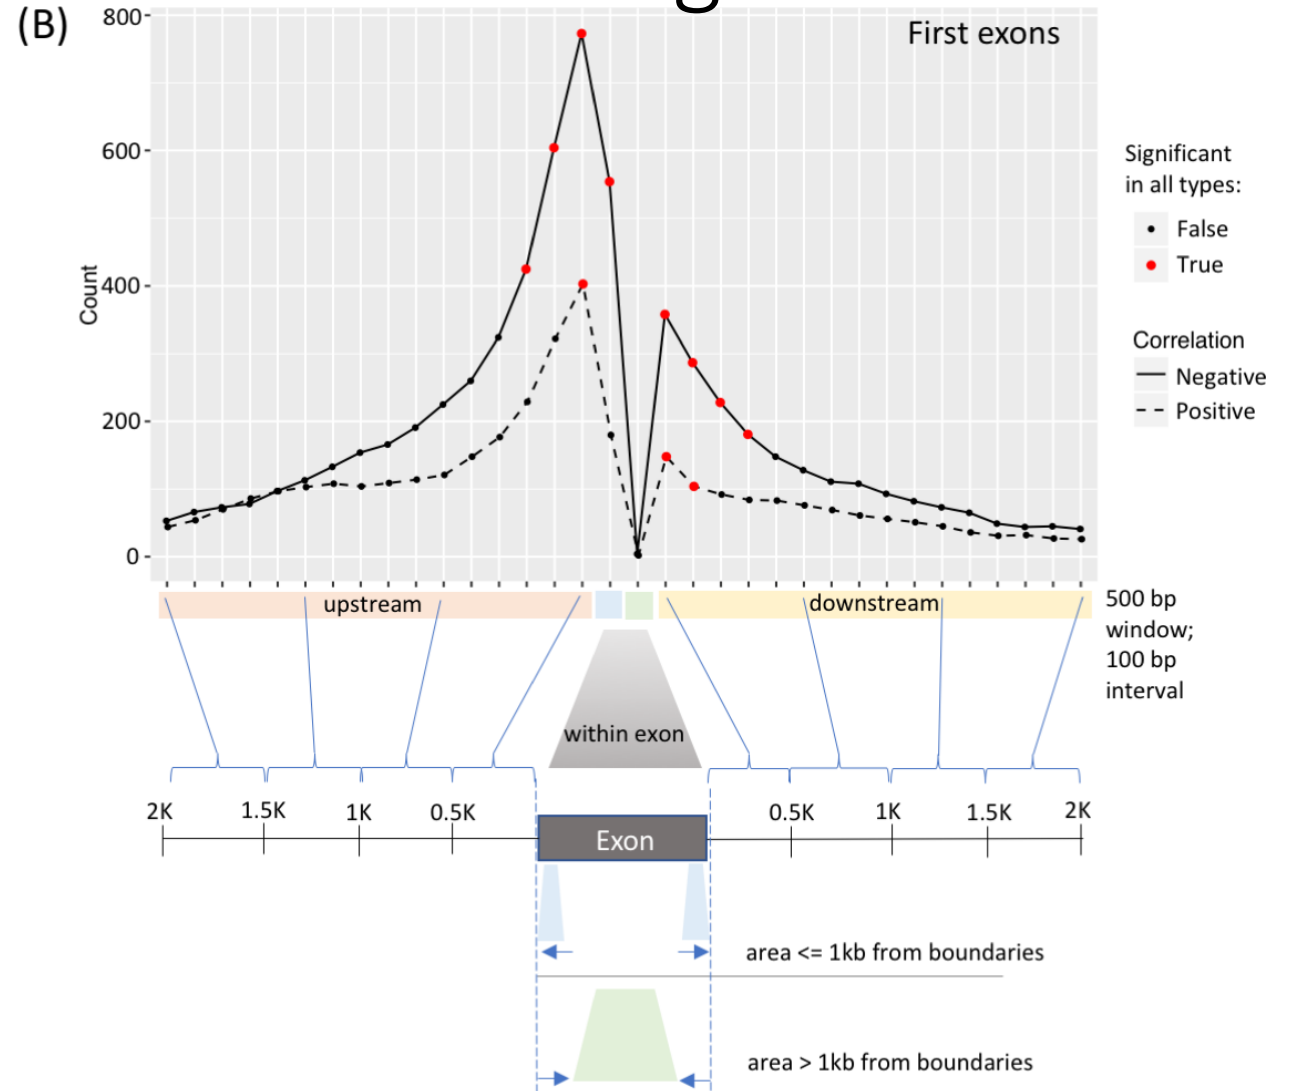 (B)
g
First exons
800
600
400
200
0
Count
Significant
in all types:
False
True
Correlation
Negative
Positive
upstream
downstream
500 bp
window;
100 bp
interval
within exon
2K
1.5K
1K
0.5K
0.5K
1K
1.5K
2K
Exon
area <= 1kb from boundaries
area > 1kb from boundaries